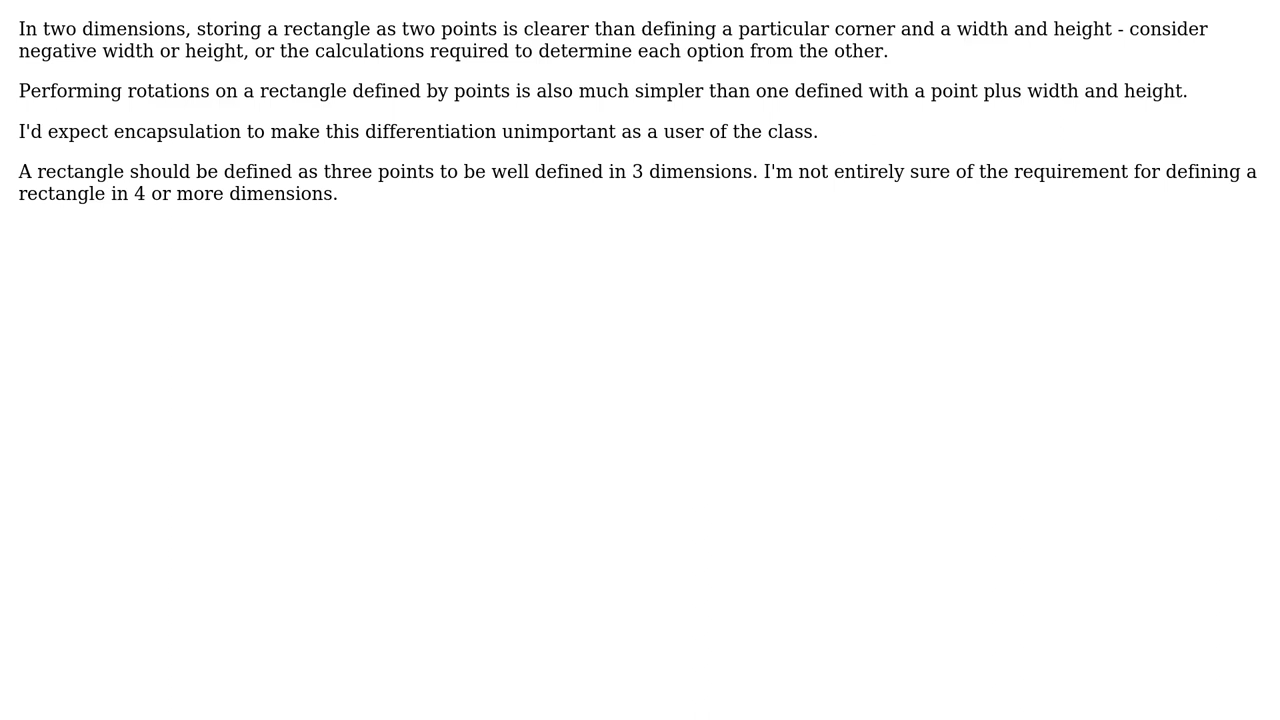 In two dimensions, storing a rectangle as two points is clearer than defining a particular corner and a width and height - consider
negative width or height, or the calculations required to determine each option from the other.
Performing rotations on a rectangle defined by points is also much simpler than one defined with a point plus width and height.
I'd expect encapsulation to make this differentiation unimportant as a user of the class.
A rectangle should be defined as three points to be well defined in 3 dimensions. I'm not entirely sure of the requirement for defining a
rectangle in 4 or more dimensions.